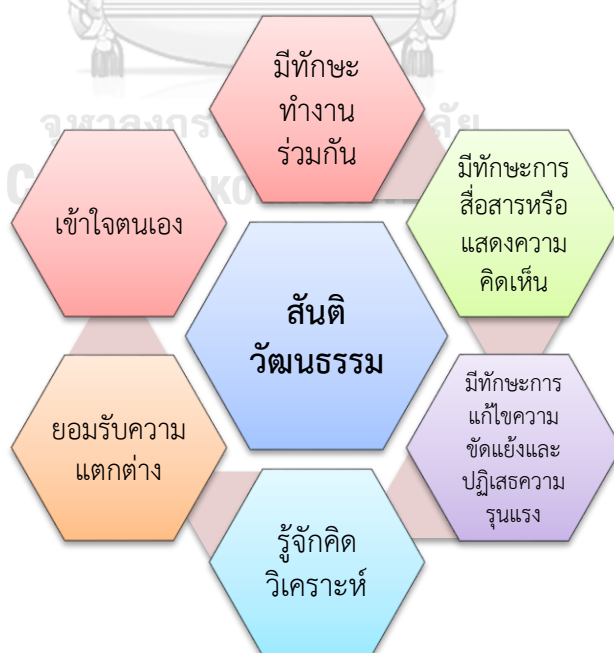 มีทักษะ
ทำงาน
ร่วมกัน
มีทักษะการ
สื่อสารหรือ
แสดงความ
คิดเห็น
มีทักษะการ
แก้ไขความ
ขัดแย้งและ
ปฏิเสธความ
รุนแรง
รู้จักคิด
วิเคราะห์
ยอมรับความ
แตกต่าง
เข้าใจตนเอง
สันติ
วัฒนธรรม